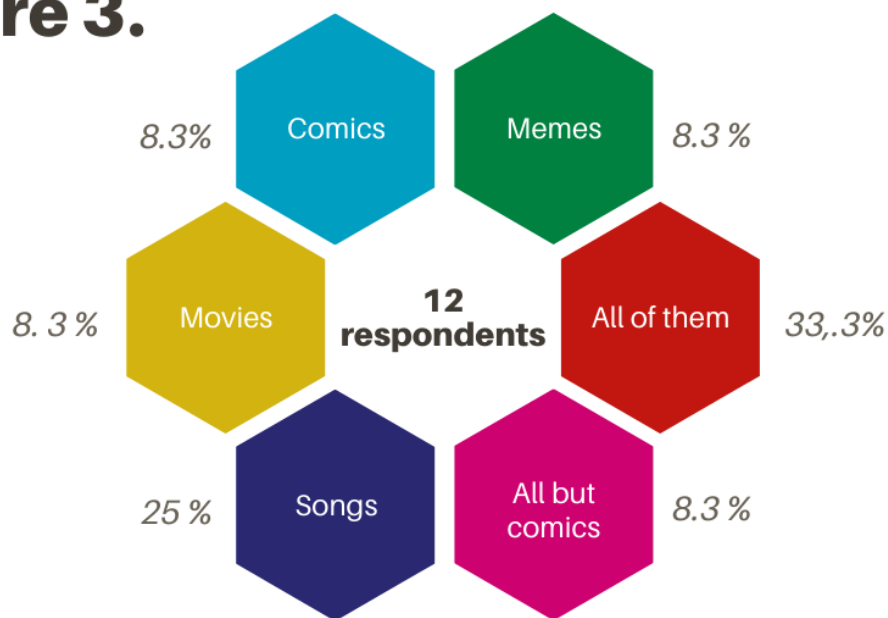 re 3.
Comics
Memes
8.3%
8.3 %
12
respondents
Movies
All of them
8. 3 %
33,.3%
Songs
All but
comics
25 %
8.3 %